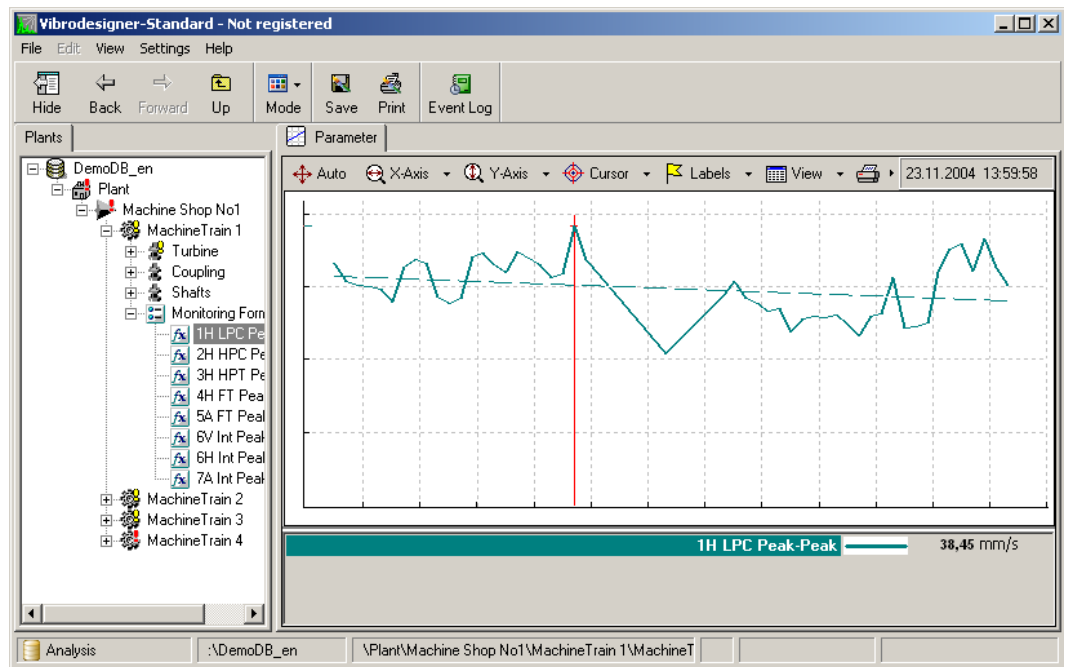 Vibrodesigner-Standard - Not registered
File Edit View Settings Help
Hide Back Forward Up Mode Save Print Event Log
Plants
Parameter
DemoDB_en
Plant
Machine Shop No1
MachineTrain 1
Turbine
Coupling
Shafts
Monitoring Forn
1H LPC Pe
2H HPC Pe
3H HPT Pe
4H FT Pea
5A FT Peal
6V Int Peal
6H Int Peal
7A Int Peak
MachineTrain 2
MachineTrain 3
MachineTrain 4
Auto X-Axis Y-Axis Cursor Labels View 23.11.2004 13:59:58
1H LPC Peak-Peak 38,45 mm/s
Analysis :\DemoDB_en \Plant\Machine Shop No1\MachineTrain 1\MachineT